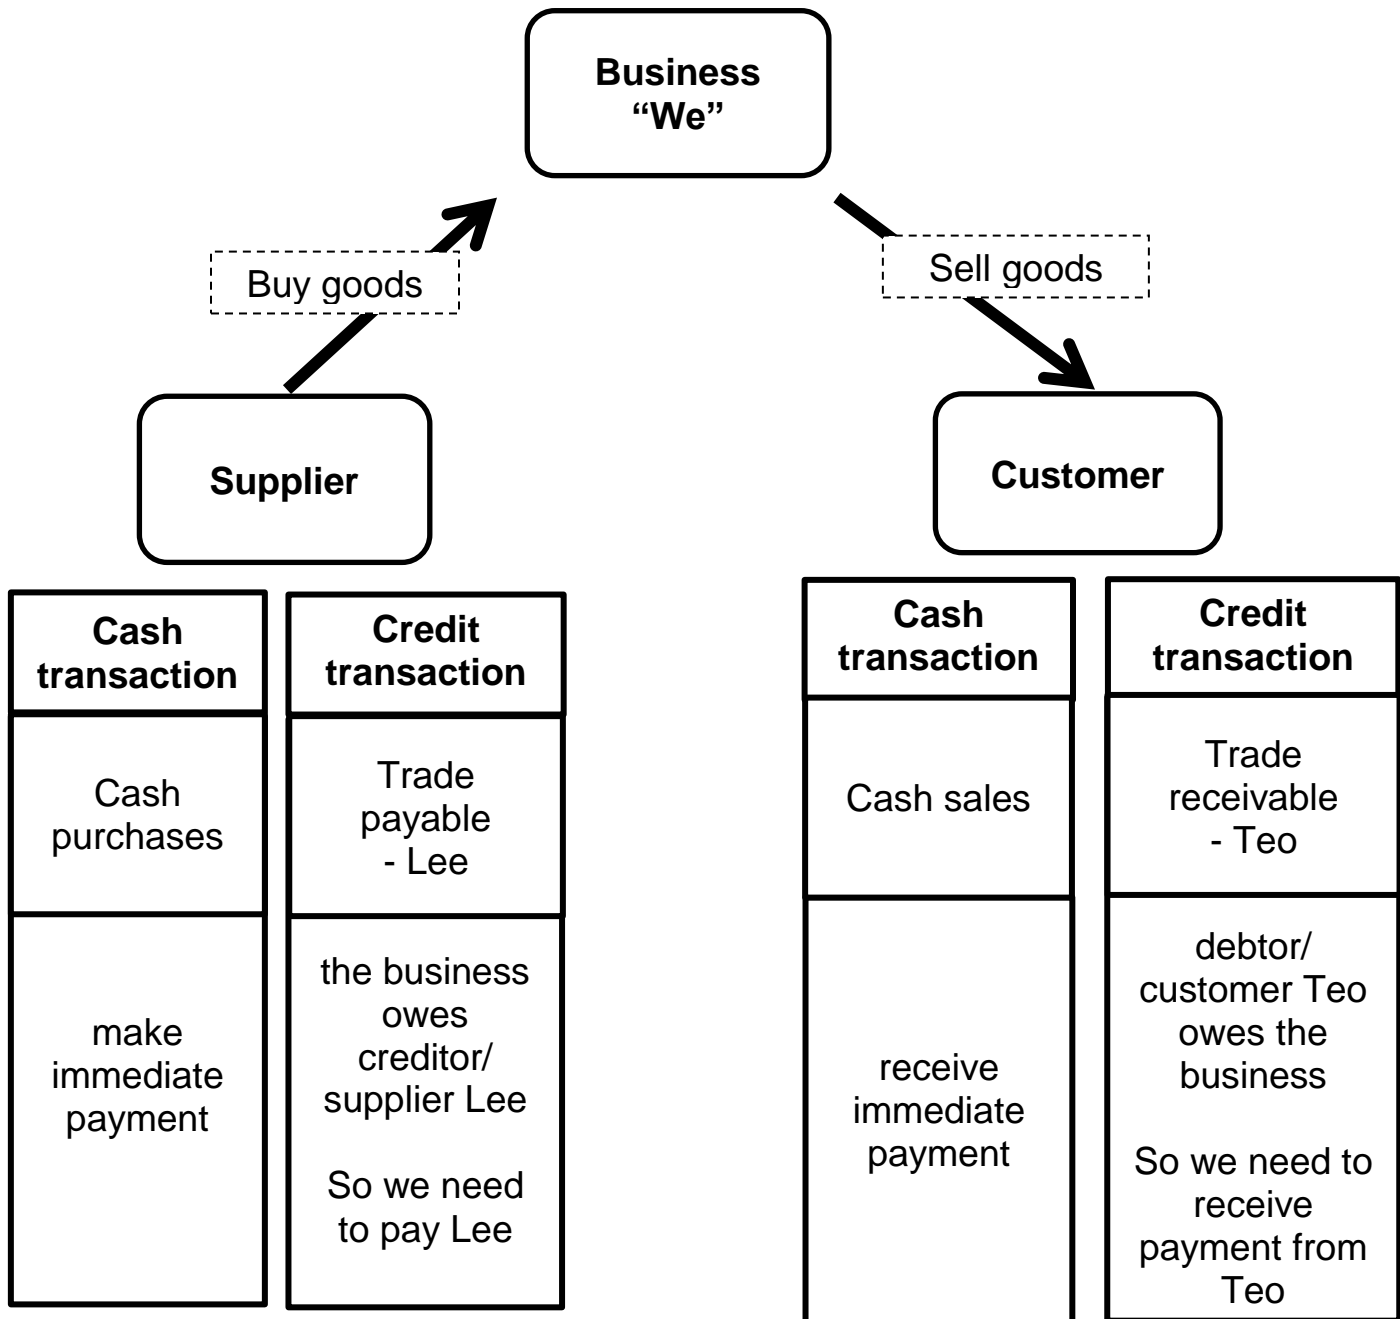 Business
“We”
Buy goods
Sell goods
Supplier
Customer
Cash
transaction
Credit
transaction
Cash
purchases
Trade
payable
- Lee
make
immediate
payment
the business
owes
creditor/
supplier Lee
So we need
to pay Lee
Cash
transaction
Credit
transaction
Cash sales
Trade
receivable
- Teo
receive
immediate
payment
debtor/
customer Teo
owes the
business
So we need to
receive
payment from
Teo